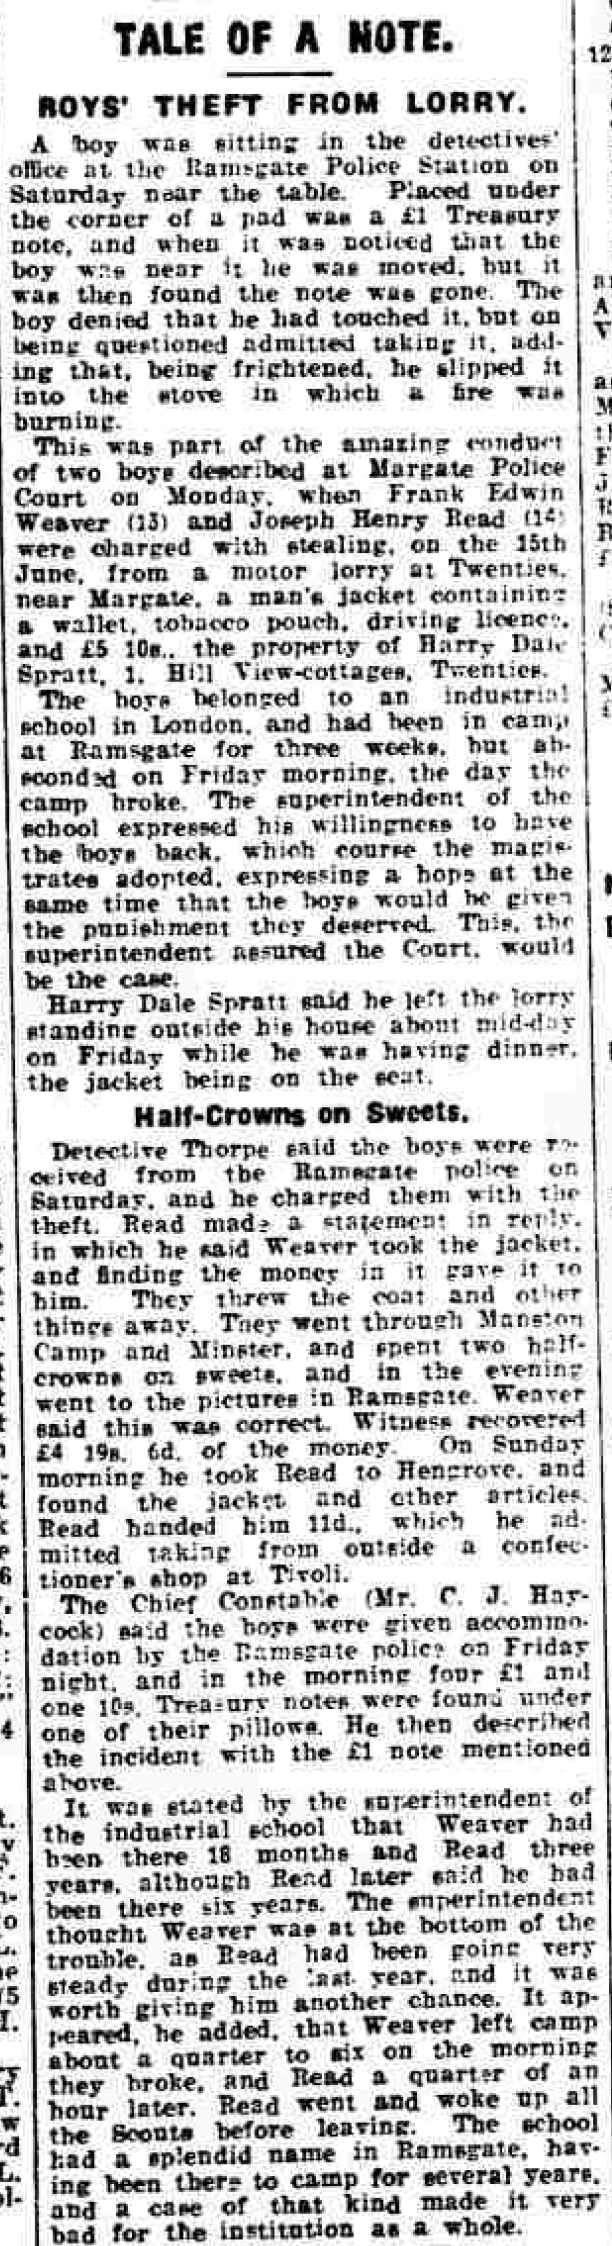 TALE OF A NOTE.
BOYS' THEFT FROM LORRY.
A boy was sitting in the detectives'
office at the Ramsgate Police Station on
Saturday near the table. Placed under
the corner of a pad was a £1 Treasury
note, and when it was noticed that the
boy was near it he was moved, but it
was then found the note was gone. The
boy denied that he had touched it, but on
being questioned admitted taking it, add-
ing that, being frightened, he slipped it
into the stove in which a fire was
burning.
This was part of the amazing conduct
of two boys described at Margate Police
Court on Monday, when Frank Edwin
Weaver (13) and Joseph Henry Read (14)
were charged with stealing, on the 15th
June, from a motor lorry at Twenties,
near Margate, a man's jacket containing
a wallet, tobacco pouch, driving licence,
and £5 10s., the property of Harry Dale
Spratt, 1, Hill View-cottages, Twenties.
The boys belonged to an industrial
school in London, and had been in camp
at Ramsgate for three weeks, but ab-
sconded on Friday morning, the day the
camp broke. The superintendent of the
school expressed his willingness to have
the boys back, which course the magis-
trates adopted, expressing a hope at the
same time that the boys would be given
the punishment they deserved. This, the
superintendent assured the Court, would
be the case.
Harry Dale Spratt said he left the lorry
standing outside his house about mid-day
on Friday while he was having dinner,
the jacket being on the seat.
Half-Crowns on Sweets.
Detective Thorpe said the boys were re-
ceived from the Ramsgate police on
Saturday, and he charged them with the
theft. Read made a statement in reply,
in which he said Weaver took the jacket,
and finding the money in it gave it to
him. They threw the coat and other
things away. They went through Manston
Camp and Minster, and spent two half-
crowns on sweets, and in the evening
went to the pictures in Ramsgate. Weaver
said this was correct. Witness recovered
£4 19s. 6d. of the money. On Sunday
morning he took Read to Hengrove, and
found the jacket and other articles.
Read handed him 11d., which he ad-
mitted taking from outside a confec-
tioner's shop at Tivoli.
The Chief Constable (Mr. C. J. Hay-
cock) said the boys were given accommo-
dation by the Ramsgate police on Friday
night, and in the morning four £1 and
one 10s. Treasury notes were found under
one of their pillows. He then described
the incident with the £1 note mentioned
above.
It was stated by the superintendent of
the industrial school that Weaver had
been there 18 months and Read three
years, although Read later said he had
been there six years. The superintendent
thought Weaver was at the bottom of the
trouble, as Read had been going very
steady during the last year, and it was
worth giving him another chance. It ap-
peared, he added, that Weaver left camp
about a quarter to six on the morning
they broke, and Read a quarter of an
hour later. Read went and woke up all
the Scouts before leaving. The school
had a splendid name in Ramsgate, hav-
ing been there to camp for several years,
and a case of that kind made it very
bad for the institution as a whole.